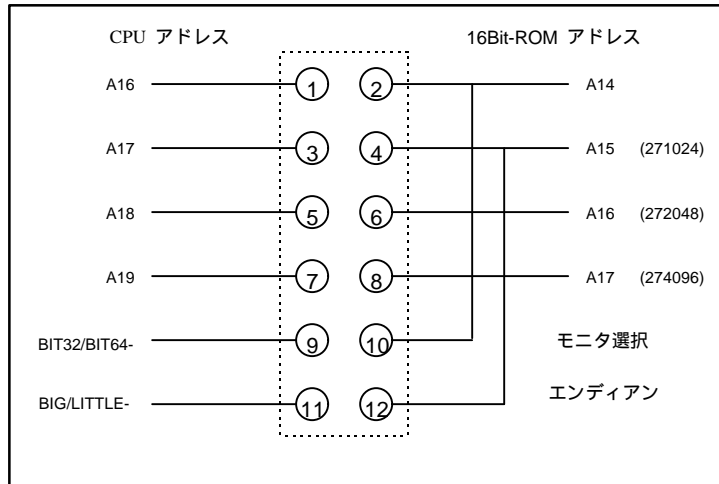 CPU アドレス 16Bit-ROM アドレス
A16 1 2 A14
A17 3 4 A15 (271024)
A18 5 6 A16 (272048)
A19 7 8 A17 (274096)
BIT32/BIT64- 9 10 モニタ選択
BIG/LITTLE- 11 12 エンディアン